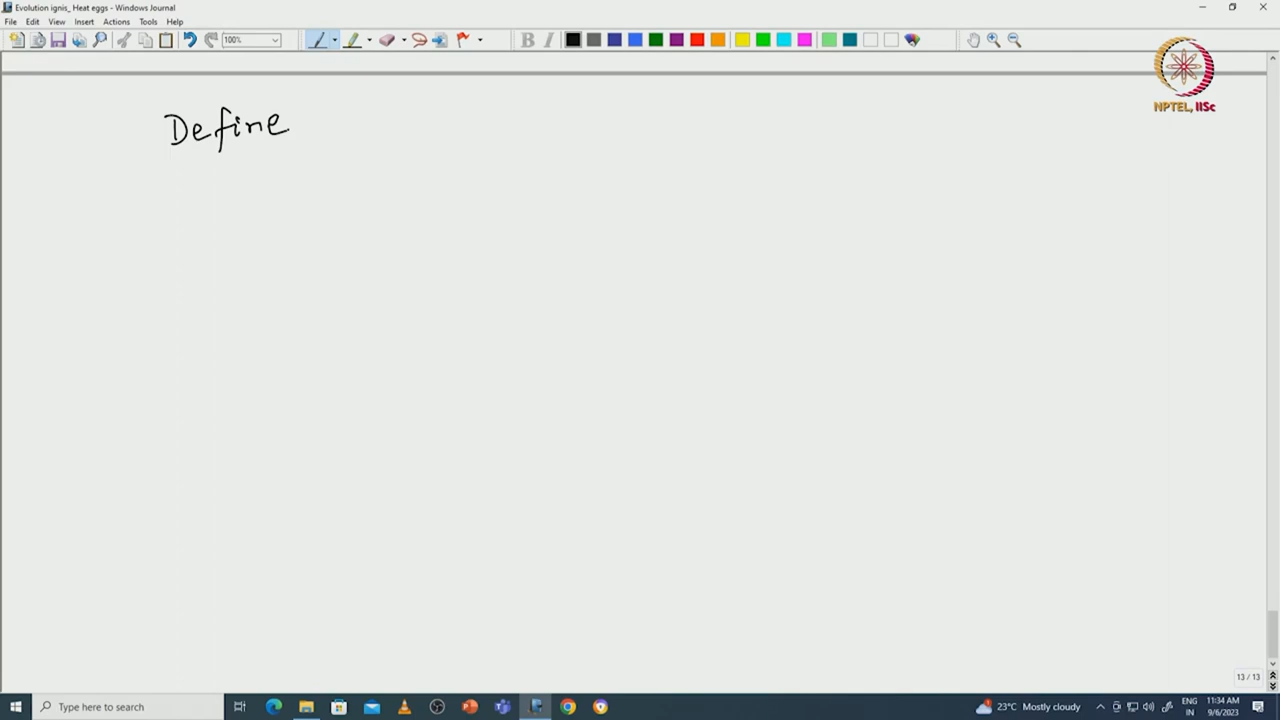 Evolution ignis_ Heat eggs - Windows Journal
File Edit View Insert Actions Tools Help
100%
B I
NPTEL, IISc
Define
13 / 13
Type here to search
23°C Mostly cloudy
ENG
IN
11:34 AM
9/6/2023